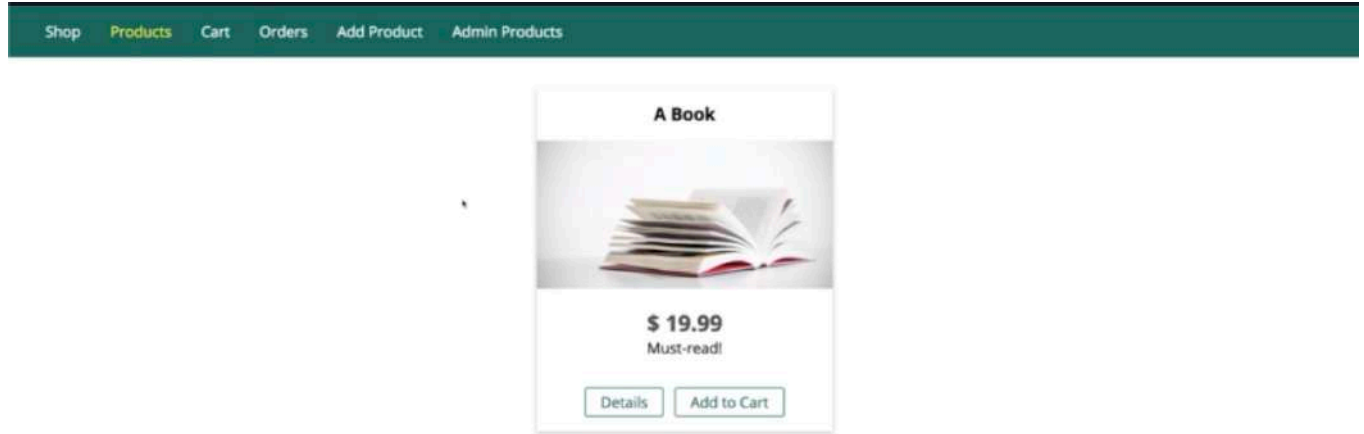 Shop Products Cart Orders Add Product Admin Products
A Book
$ 19.99
Must-read!
Details Add to Cart